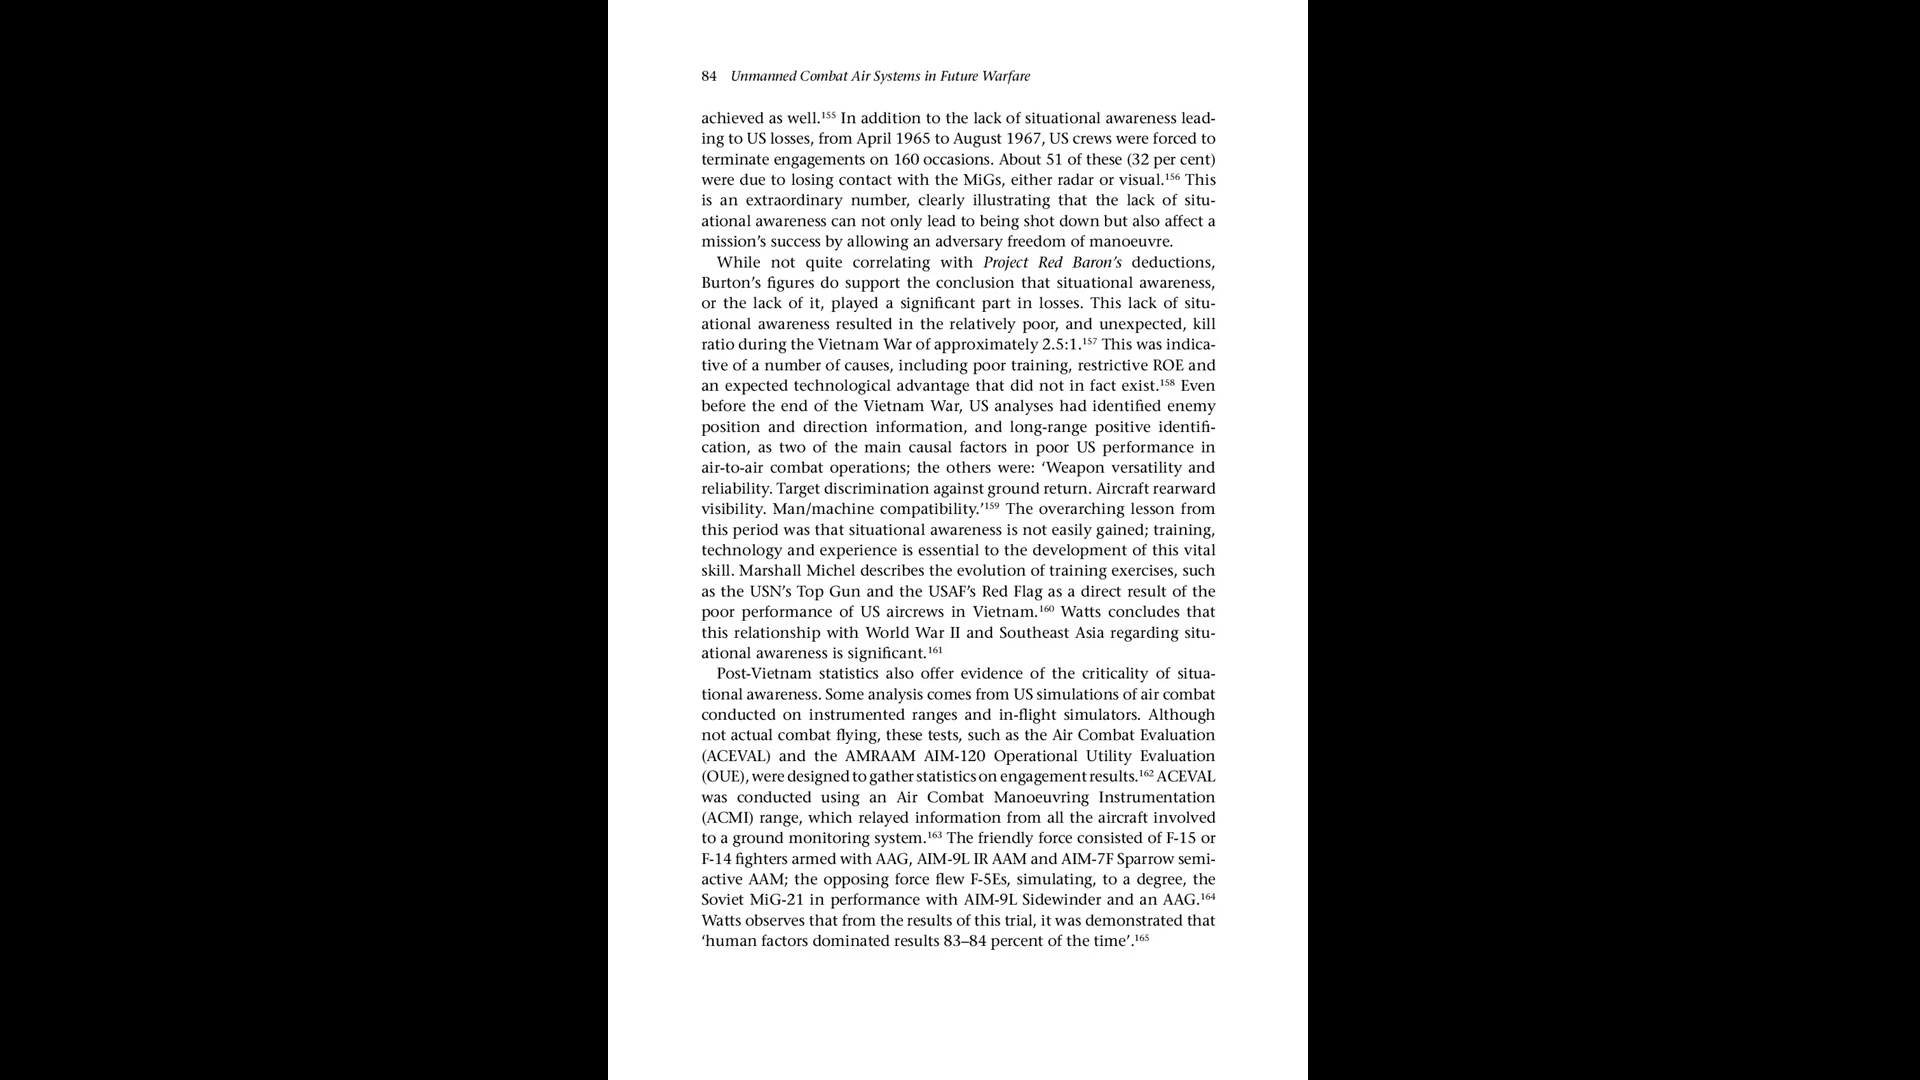 84 Unmanned Combat Air Systems in Future Warfare
achieved as well.155 In addition to the lack of situational awareness lead-
ing to US losses, from April 1965 to August 1967, US crews were forced to
terminate engagements on 160 occasions. About 51 of these (32 per cent)
were due to losing contact with the MiGs, either radar or visual.156 This
is an extraordinary number, clearly illustrating that the lack of situ-
ational awareness can not only lead to being shot down but also affect a
mission’s success by allowing an adversary freedom of manoeuvre.
While not quite correlating with Project Red Baron’s deductions,
Burton’s figures do support the conclusion that situational awareness,
or the lack of it, played a significant part in losses. This lack of situ-
ational awareness resulted in the relatively poor, and unexpected, kill
ratio during the Vietnam War of approximately 2.5:1.157 This was indica-
tive of a number of causes, including poor training, restrictive ROE and
an expected technological advantage that did not in fact exist.158 Even
before the end of the Vietnam War, US analyses had identified enemy
position and direction information, and long-range positive identifi-
cation, as two of the main causal factors in poor US performance in
air-to-air combat operations; the others were: ‘Weapon versatility and
reliability. Target discrimination against ground return. Aircraft rearward
visibility. Man/machine compatibility.’159 The overarching lesson from
this period was that situational awareness is not easily gained; training,
technology and experience is essential to the development of this vital
skill. Marshall Michel describes the evolution of training exercises, such
as the USN’s Top Gun and the USAF’s Red Flag as a direct result of the
poor performance of US aircrews in Vietnam.160 Watts concludes that
this relationship with World War II and Southeast Asia regarding situ-
ational awareness is significant.161
Post-Vietnam statistics also offer evidence of the criticality of situa-
tional awareness. Some analysis comes from US simulations of air combat
conducted on instrumented ranges and in-flight simulators. Although
not actual combat flying, these tests, such as the Air Combat Evaluation
(ACEVAL) and the AMRAAM AIM-120 Operational Utility Evaluation
(OUE), were designed to gather statistics on engagement results.162 ACEVAL
was conducted using an Air Combat Manoeuvring Instrumentation
(ACMI) range, which relayed information from all the aircraft involved
to a ground monitoring system.163 The friendly force consisted of F-15 or
F-14 fighters armed with AAG, AIM-9L IR AAM and AIM-7F Sparrow semi-
active AAM; the opposing force flew F-5Es, simulating, to a degree, the
Soviet MiG-21 in performance with AIM-9L Sidewinder and an AAG.164
Watts observes that from the results of this trial, it was demonstrated that
‘human factors dominated results 83–84 percent of the time’.165